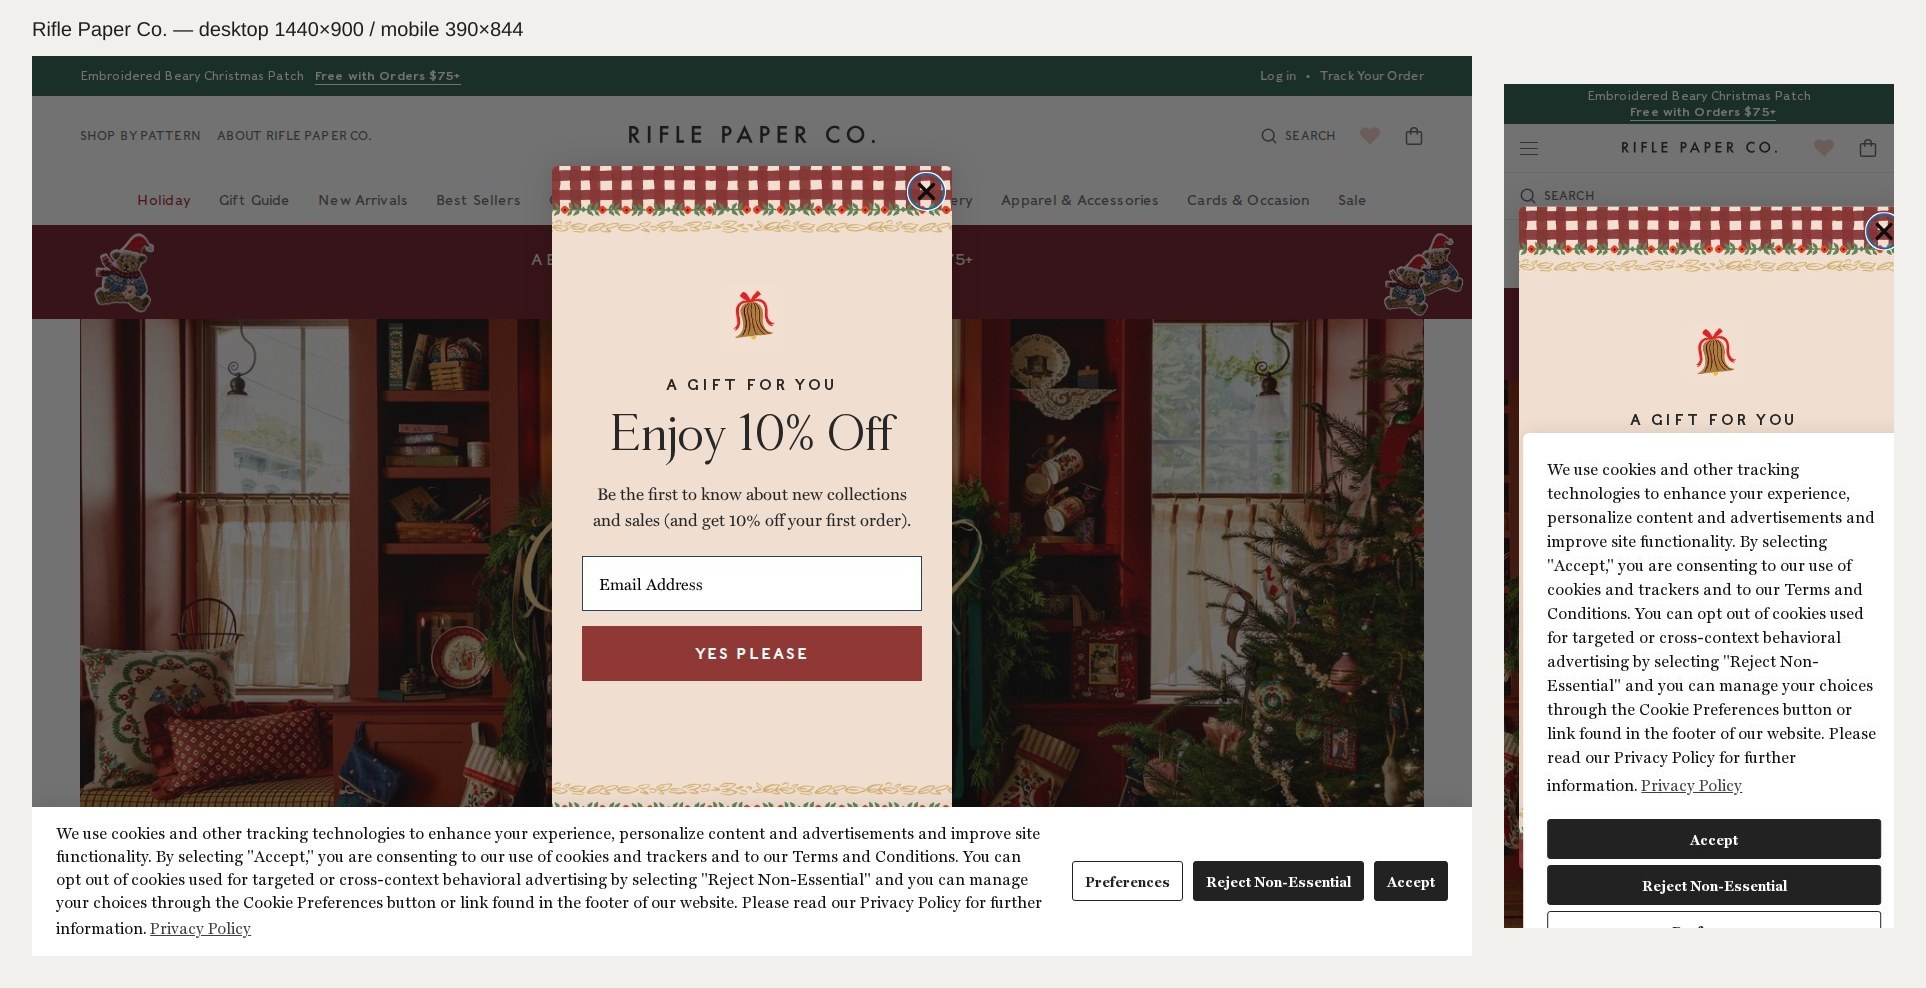 Rifle Paper Co. — desktop 1440×900 / mobile 390×844
Embroidered Beary Christmas Patch Free with Orders $75+
Log in • Track Your Order
SHOP BY PATTERN ABOUT RIFLE PAPER CO.
RIFLE PAPER CO.
SEARCH
Holiday Gift Guide New Arrivals Best Sellers
Apparel & Accessories Cards & Occasion Sale
A GIFT FOR YOU
Enjoy 10% Off
Be the first to know about new collections
and sales (and get 10% off your first order).
Email Address
YES PLEASE
We use cookies and other tracking technologies to enhance your experience, personalize content and advertisements and improve site
functionality. By selecting "Accept," you are consenting to our use of cookies and trackers and to our Terms and Conditions. You can
opt out of cookies used for targeted or cross-context behavioral advertising by selecting "Reject Non-Essential" and you can manage
your choices through the Cookie Preferences button or link found in the footer of our website. Please read our Privacy Policy for further
information. Privacy Policy
Preferences
Reject Non-Essential
Accept
Embroidered Beary Christmas Patch
Free with Orders $75+
RIFLE PAPER CO.
SEARCH
A GIFT FOR YOU
We use cookies and other tracking
technologies to enhance your experience,
personalize content and advertisements and
improve site functionality. By selecting
"Accept," you are consenting to our use of
cookies and trackers and to our Terms and
Conditions. You can opt out of cookies used
for targeted or cross-context behavioral
advertising by selecting "Reject Non-
Essential" and you can manage your choices
through the Cookie Preferences button or
link found in the footer of our website. Please
read our Privacy Policy for further
information. Privacy Policy
Accept
Reject Non-Essential